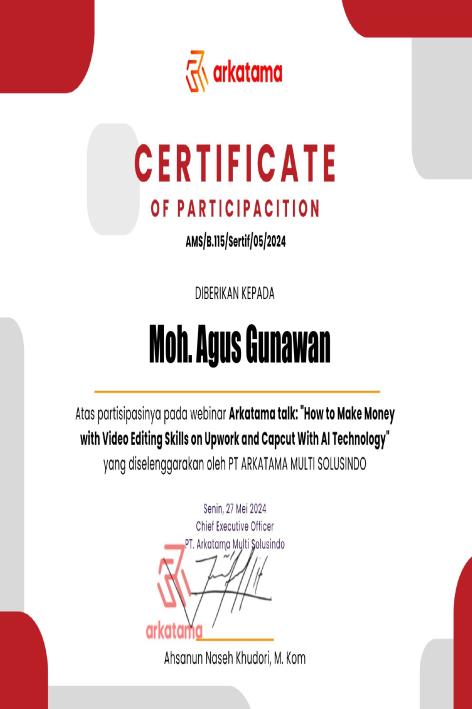 arkatama
CERTIFICATE
OF PARTICIPACITION
AMS/B.115/Sertif/05/2024
DIBERIKAN KEPADA
Moh. Agus Gunawan
Atas partisipasinya pada webinar Arkatama talk: "How to Make Money
with Video Editing Skills on Upwork and Capcut With AI Technology"
yang diselenggarakan oleh PT ARKATAMA MULTI SOLUSINDO
Senin, 27 Mei 2024
Chief Executive Officer
PT. Arkatama Multi Solusindo
arkatama
Ahsanun Naseh Khudori, M. Kom